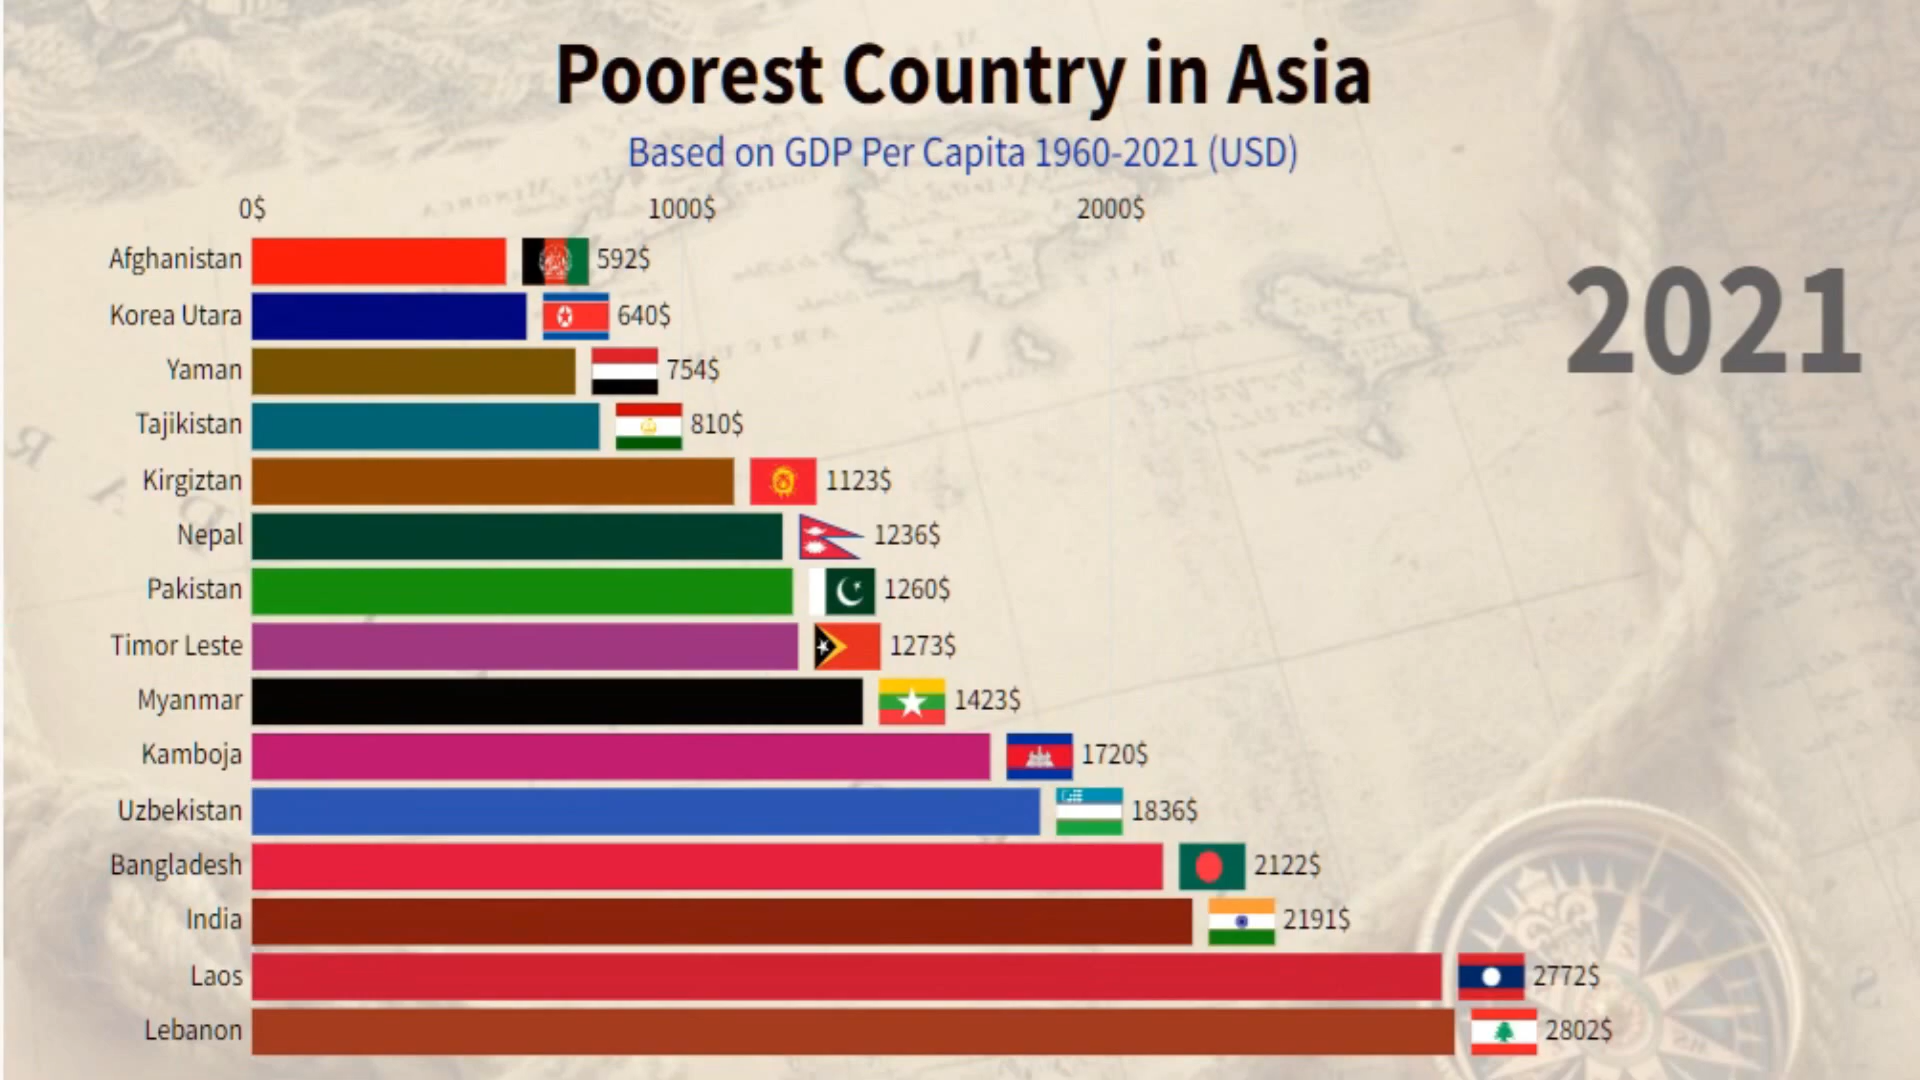 Poorest Country in Asia
Based on GDP Per Capita 1960-2021 (USD)
0$ 1000$ 2000$
Afghanistan 592$
2021
Korea Utara 640$
Yaman 754$
Tajikistan 810$
Kirgiztan 1123$
Nepal 1236$
Pakistan 1260$
Timor Leste 1273$
Myanmar 1423$
Kamboja 1720$
Uzbekistan 1836$
Bangladesh 2122$
India 2191$
Laos 2772$
Lebanon 2802$